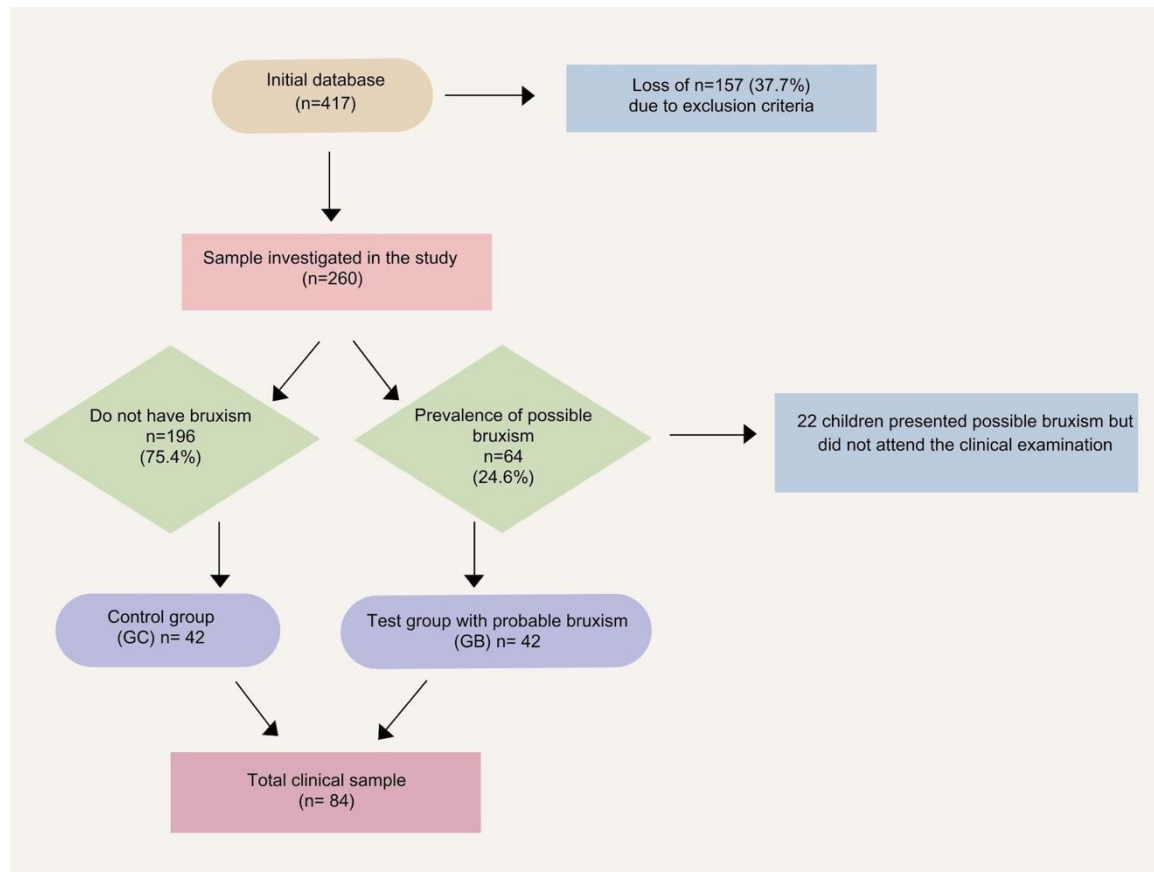 Initial database
(n=417)
Loss of n=157 (37.7%)
due to exclusion criteria
Sample investigated in the study
(n=260)
Do not have bruxism
n=196
(75.4%)
Prevalence of possible
bruxism
n=64
(24.6%)
22 children presented possible bruxism but
did not attend the clinical examination
Control group
(GC) n= 42
Test group with probable bruxism
(GB) n= 42
Total clinical sample
(n= 84)